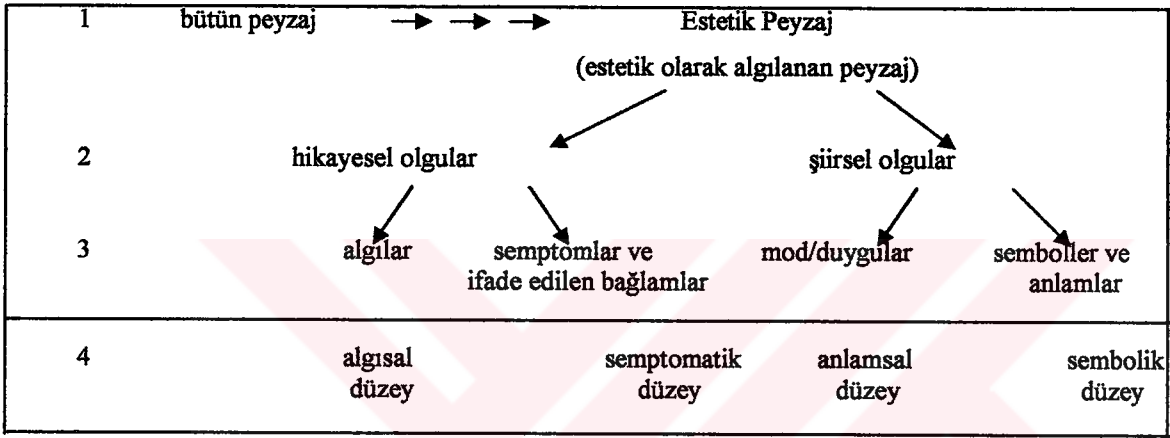 1 bütün peyzaj Estetik Peyzaj
(estetik olarak algılanan peyzaj)
2 hikayesel olgular şiirsel olgular
3 algılar semptomlar ve mod/duygular semboller ve
ifade edilen bağlamlar anlamlar
4 algısal semptomatik anlamsal sembolik
düzey düzey düzey düzey